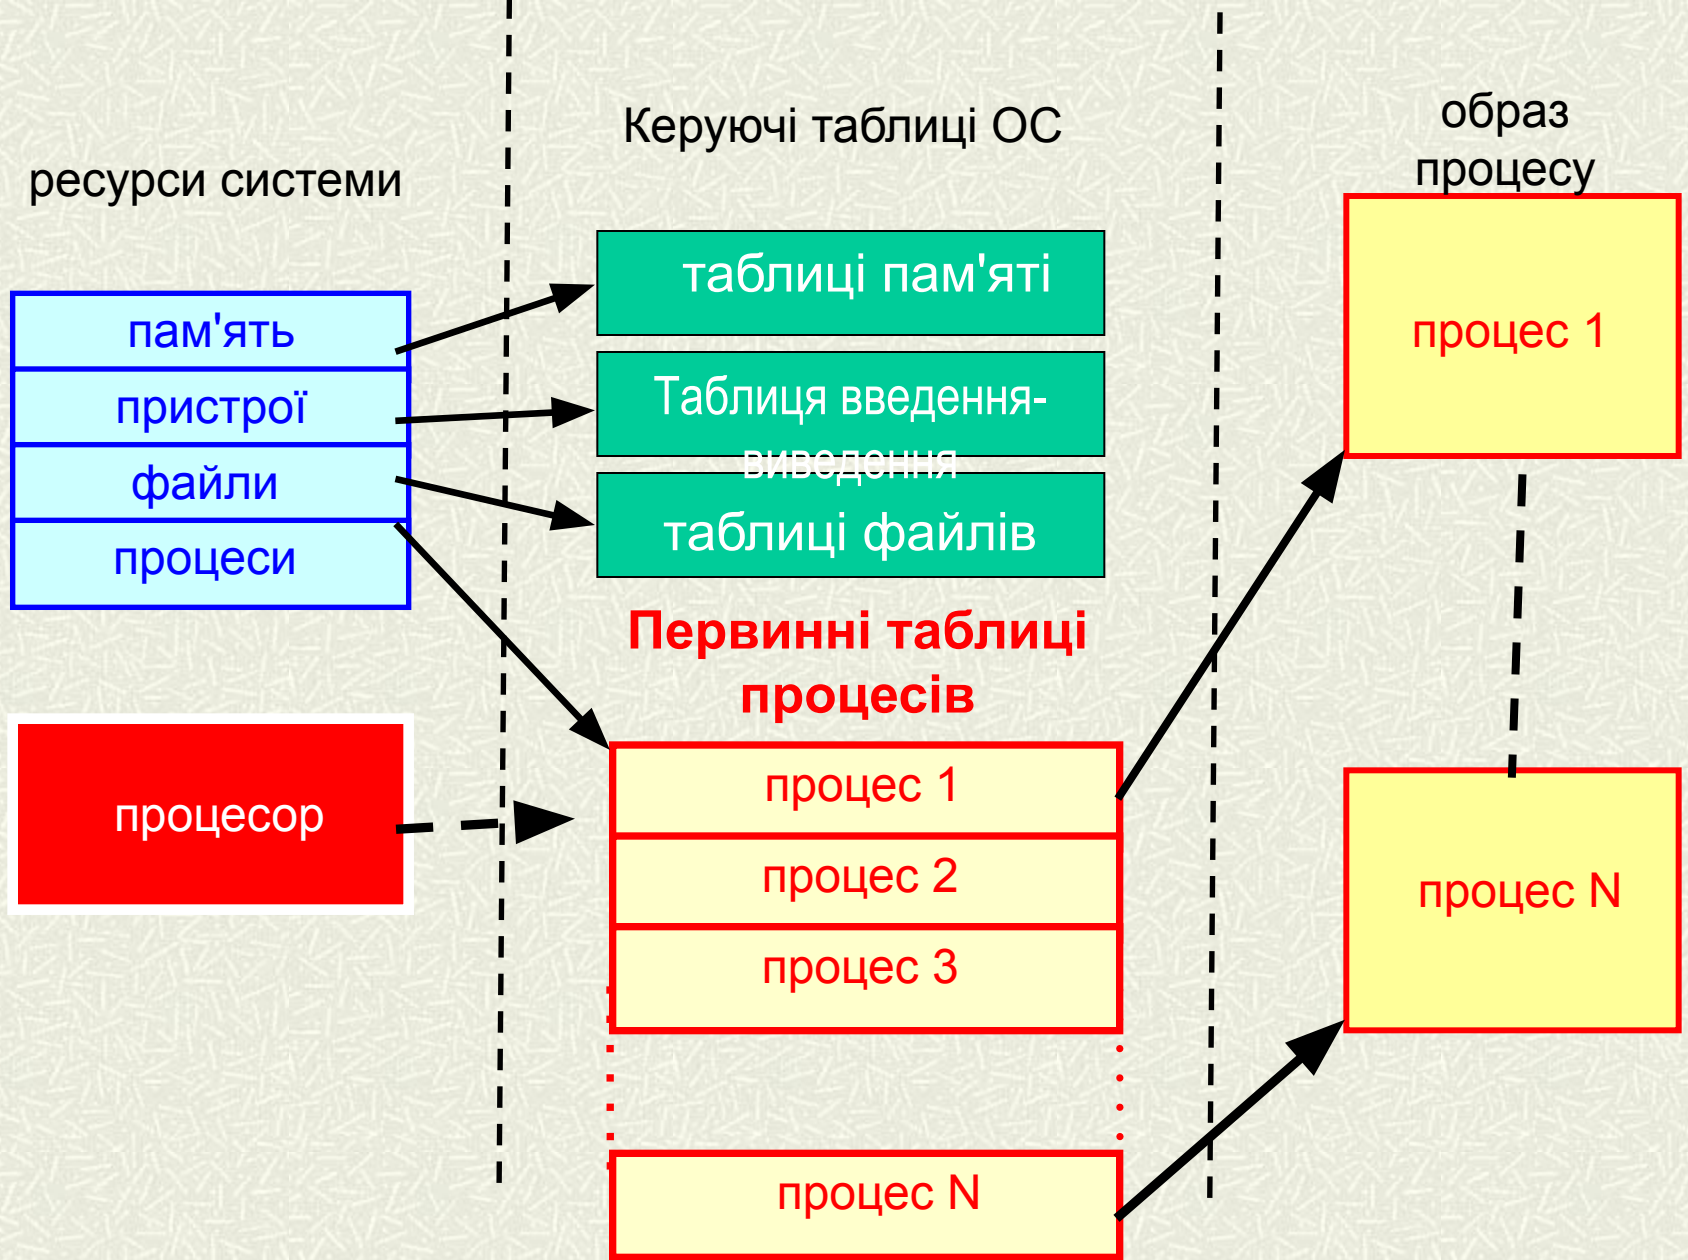 ресурси системи
пам'ять
пристрої
файли
процеси
процесор
Керуючі таблиці ОС
таблиці пам'яті
Таблиця введення-
виведення
таблиці файлів
Первинні таблиці
процесів
процес 1
процес 2
процес 3
процес N
образ
процесу
процес 1
процес N